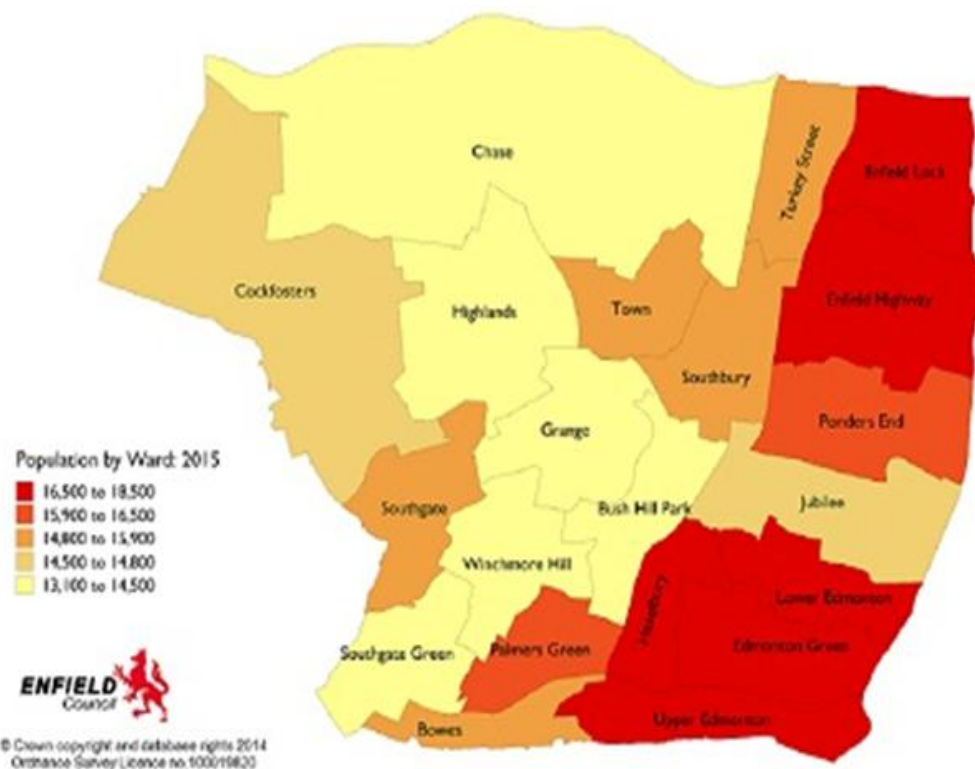 Chase
Turkey Street
Enfield Lock
Cockfosters
Highlands
Town
Enfield Highway
Southbury
Ponders End
Grange
Southgate
Bush Hill Park
Jubilee
Winchmore Hill
Haselbury
Lower Edmonton
Southgate Green
Palmers Green
Edmonton Green
Bowes
Upper Edmonton
Population by Ward: 2015
16,500 to 18,500
15,900 to 16,500
14,800 to 15,900
14,500 to 14,800
13,100 to 14,500
ENFIELD
Council
© Crown copyright and database rights 2014
Ordnance Survey Licence no.100019820